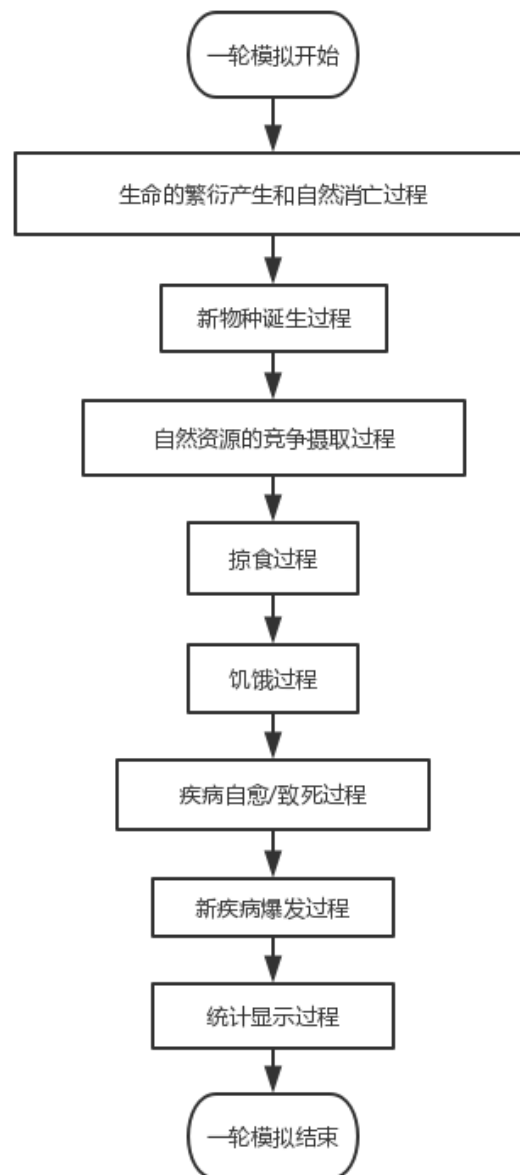 一轮模拟开始
生命的繁衍产生和自然消亡过程
新物种诞生过程
自然资源的竞争摄取过程
掠食过程
饥饿过程
疾病自愈/致死过程
新疾病爆发过程
统计显示过程
一轮模拟结束